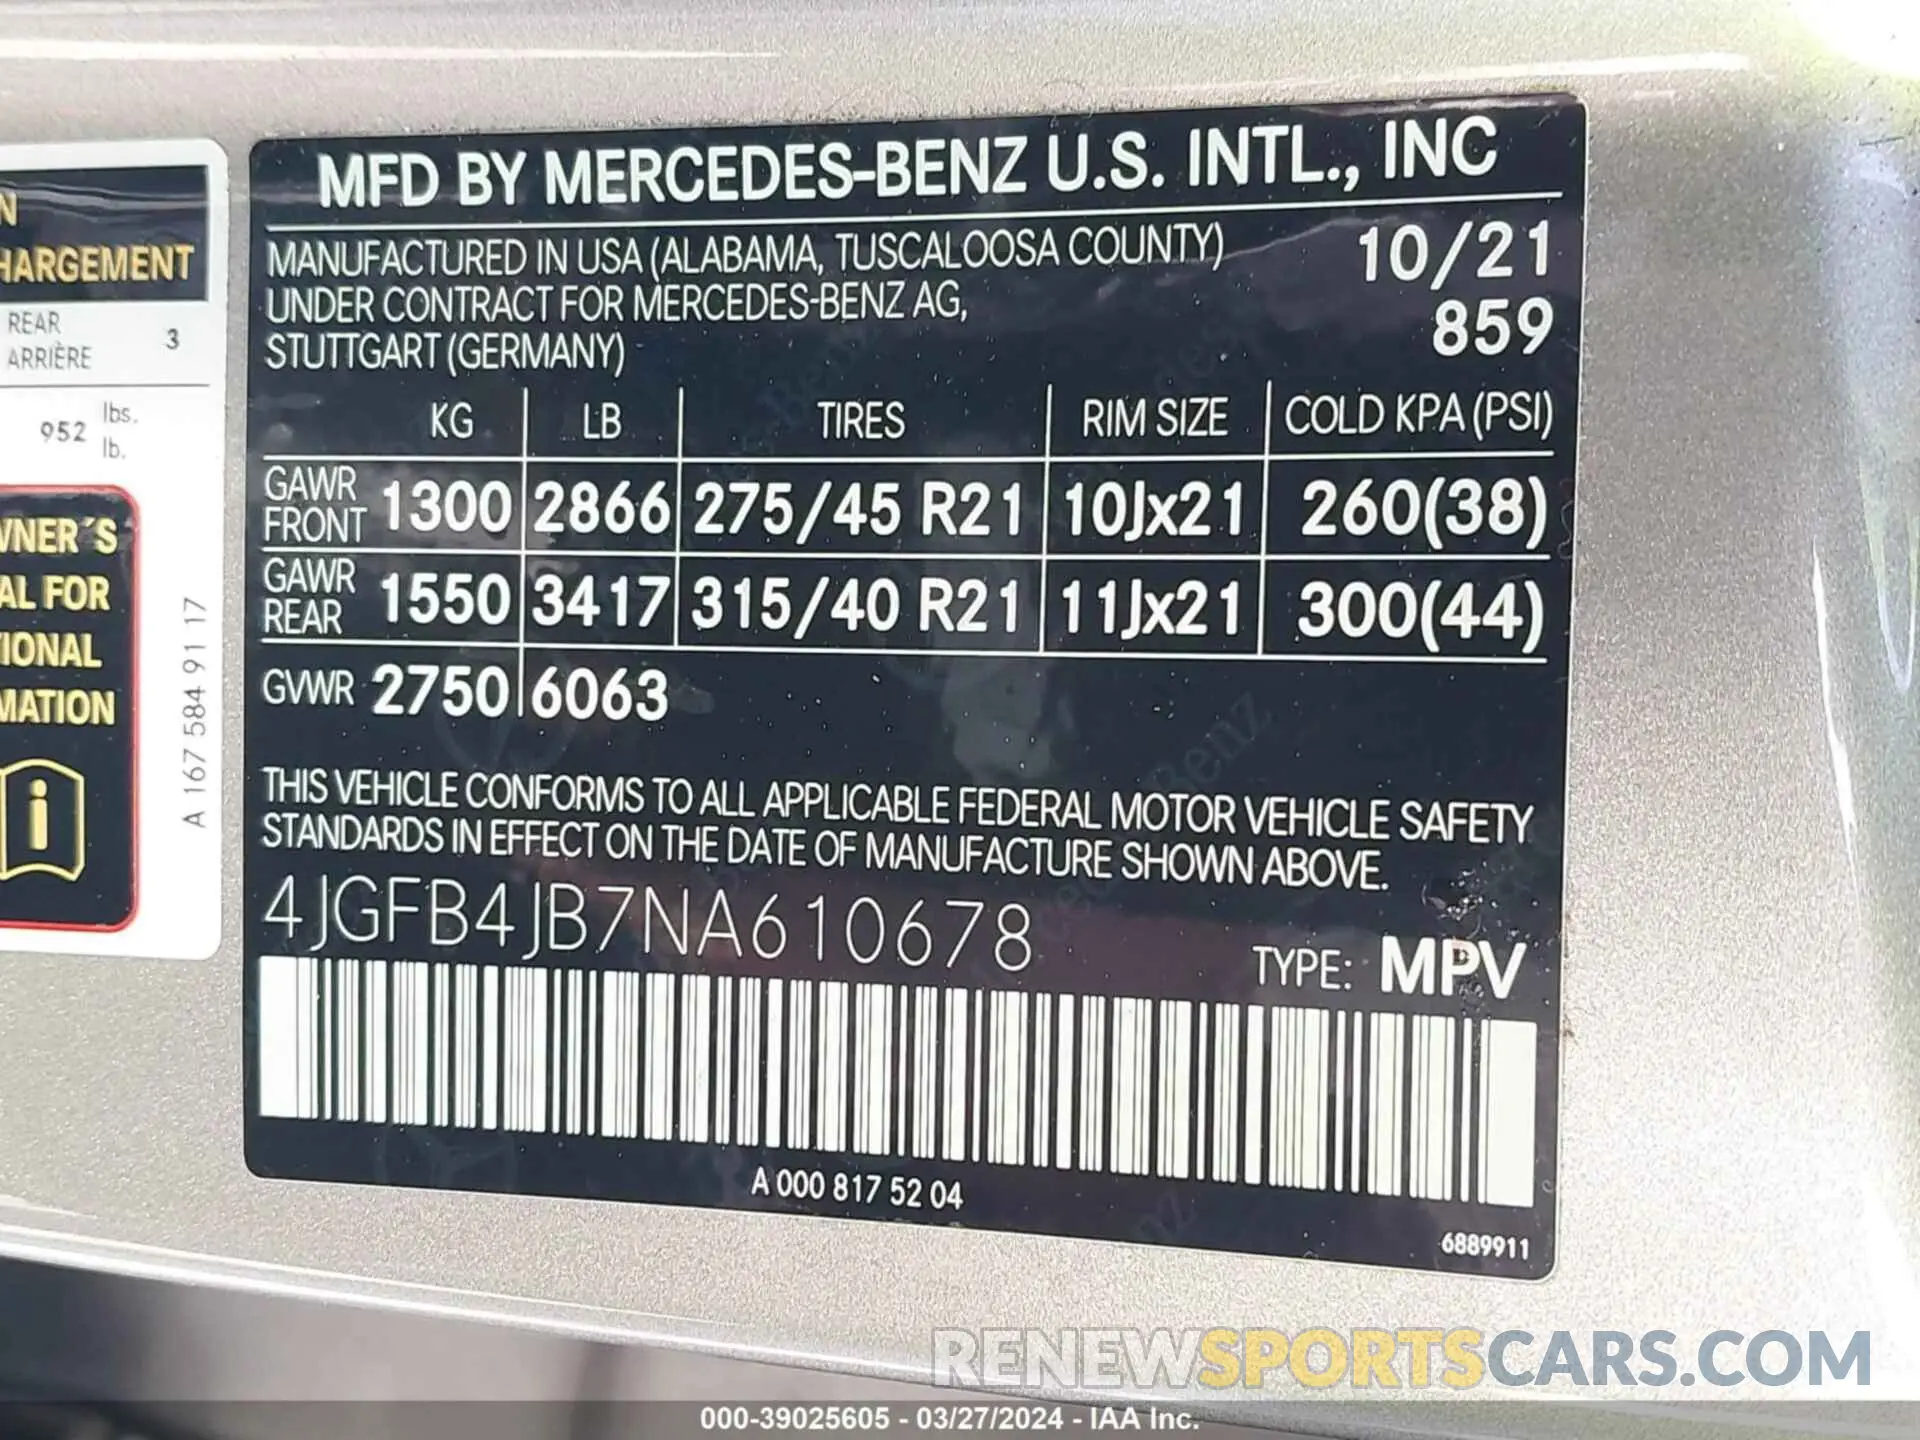 N
HARGEMENT
REAR
ARRIÈRE
3
952
lbs.
lb.
WNER´S
AL FOR
TIONAL
MATION
i
A 167 584 91 17
MFD BY MERCEDES-BENZ U.S. INTL., INC
MANUFACTURED IN USA (ALABAMA, TUSCALOOSA COUNTY)
UNDER CONTRACT FOR MERCEDES-BENZ AG,
STUTTGART (GERMANY)
10/21
859
KG LB TIRES RIM SIZE COLD KPA (PSI)
GAWR
FRONT 1300 2866 275/45 R21 10Jx21 260(38)
GAWR
REAR 1550 3417 315/40 R21 11Jx21 300(44)
GVWR 2750 6063
THIS VEHICLE CONFORMS TO ALL APPLICABLE FEDERAL MOTOR VEHICLE SAFETY
STANDARDS IN EFFECT ON THE DATE OF MANUFACTURE SHOWN ABOVE.
4JGFB4JB7NA610678
TYPE: MPV
A 000 817 52 04
6889911
RENEWSPORTSCARS.COM
000-39025605 - 03/27/2024 - IAA Inc.